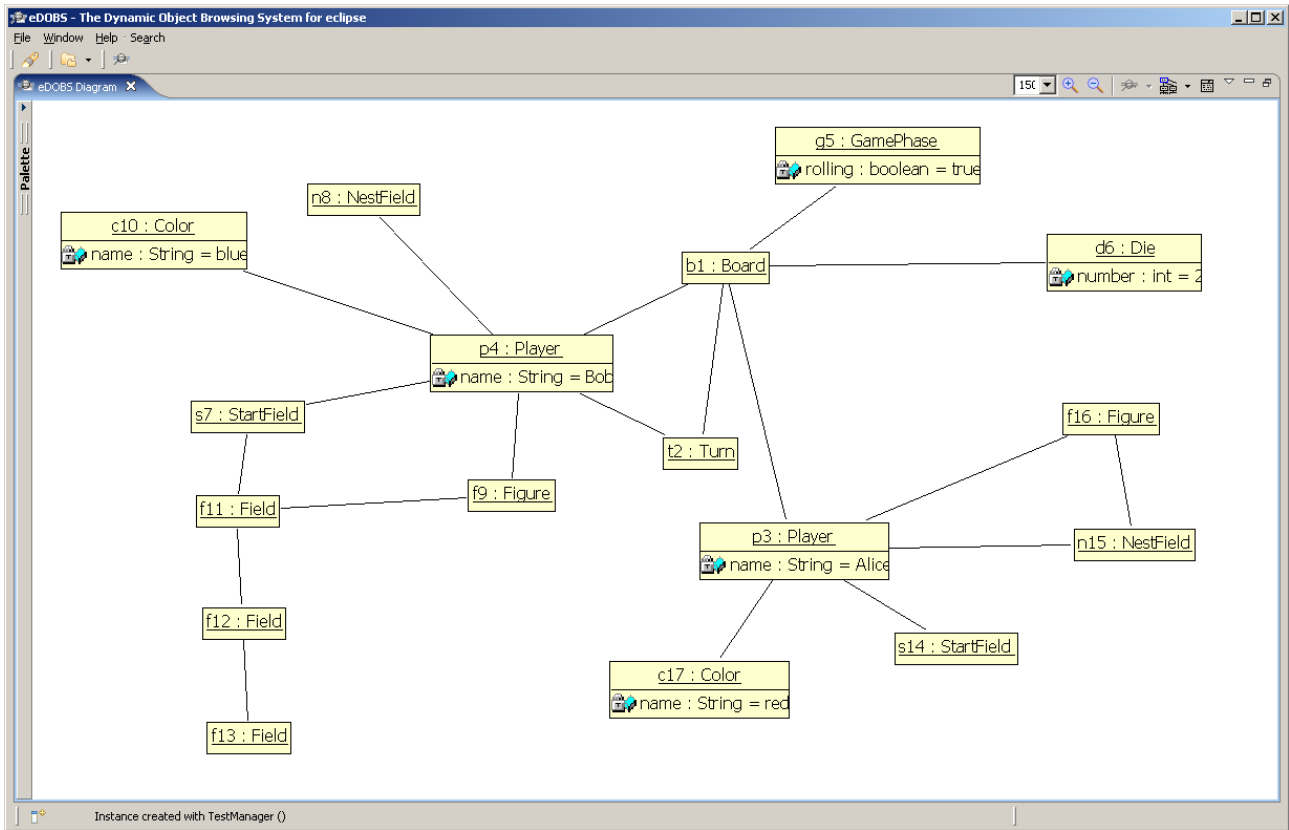 eDOBS - The Dynamic Object Browsing System for eclipse
File Window Help Search
eDOBS Diagram
150
Palette
g5 : GamePhase
rolling : boolean = true
n8 : NestField
c10 : Color
name : String = blue
b1 : Board
d6 : Die
number : int = 2
p4 : Player
name : String = Bob
s7 : StartField
f16 : Figure
t2 : Turn
f9 : Figure
f11 : Field
p3 : Player
name : String = Alice
n15 : NestField
f12 : Field
s14 : StartField
c17 : Color
name : String = red
f13 : Field
Instance created with TestManager ()